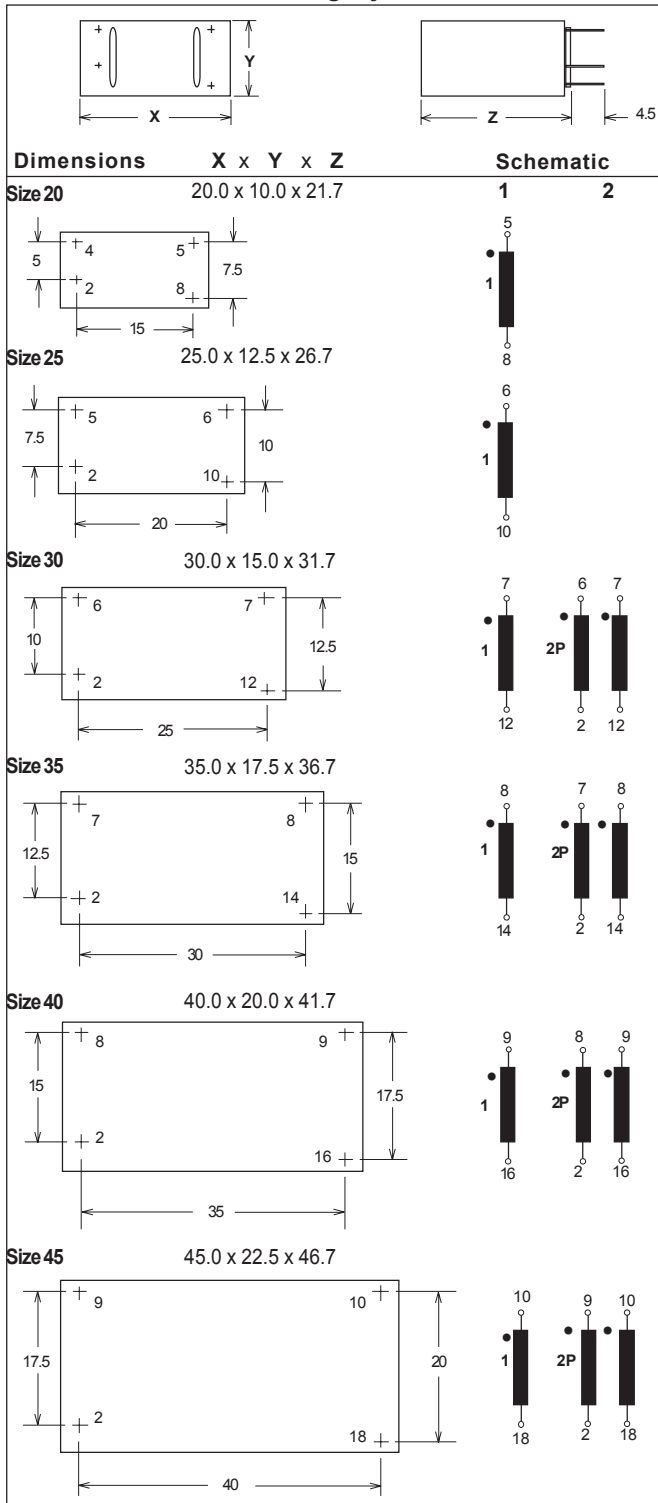 X
Y
Z
4.5
Dimensions X x Y x Z Schematic
Size 20 20.0 x 10.0 x 21.7 1 2
5
4 5
2 8
7.5
15
5
1
8
Size 25 25.0 x 12.5 x 26.7
7.5
5 6
2 10
10
20
6
1
10
Size 30 30.0 x 15.0 x 31.7
10
6 7
2 12
12.5
25
7 6 7
1 2P
12 2 12
Size 35 35.0 x 17.5 x 36.7
12.5
7 8
2 14
15
30
8 7 8
1 2P
14 2 14
Size 40 40.0 x 20.0 x 41.7
15
8 9
2 16
17.5
35
9 8 9
1 2P
16 2 16
Size 45 45.0 x 22.5 x 46.7
17.5
9 10
2 18
20
40
10 9 10
1 2P
18 2 18